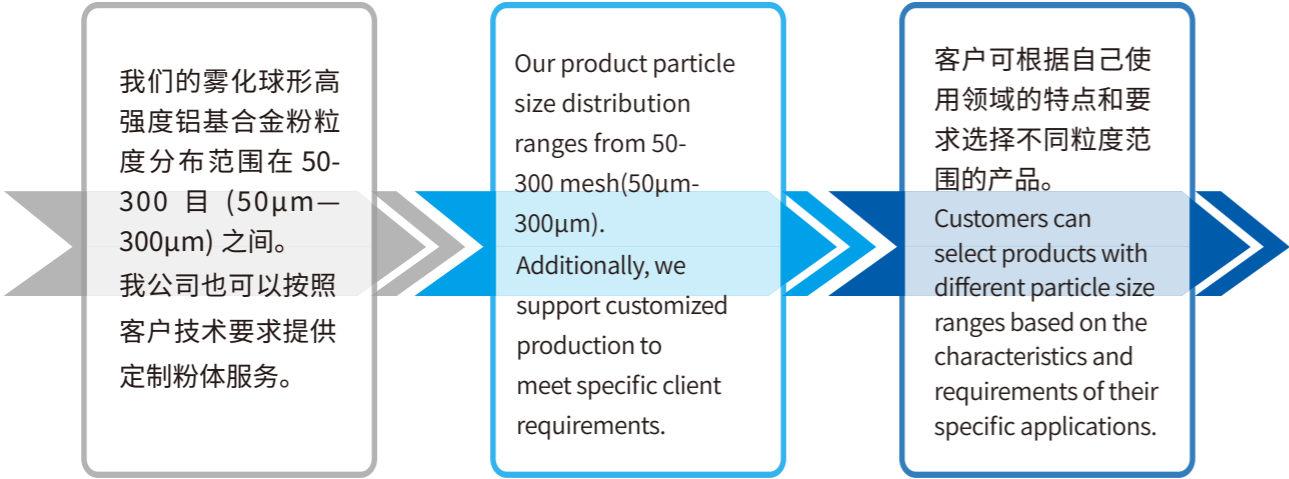 我们的雾化球形高
强度铝基合金粉粒
度分布范围在 50-
300 目 (50μm—
300μm) 之间。
我公司也可以按照
客户技术要求提供
定制粉体服务。
Our product particle
size distribution
ranges from 50-
300 mesh(50μm-
300μm).
Additionally, we
support customized
production to
meet specific client
requirements.
客户可根据自己使
用领域的特点和要
求选择不同粒度范
围的产品。
Customers can
select products with
different particle size
ranges based on the
characteristics and
requirements of their
specific applications.